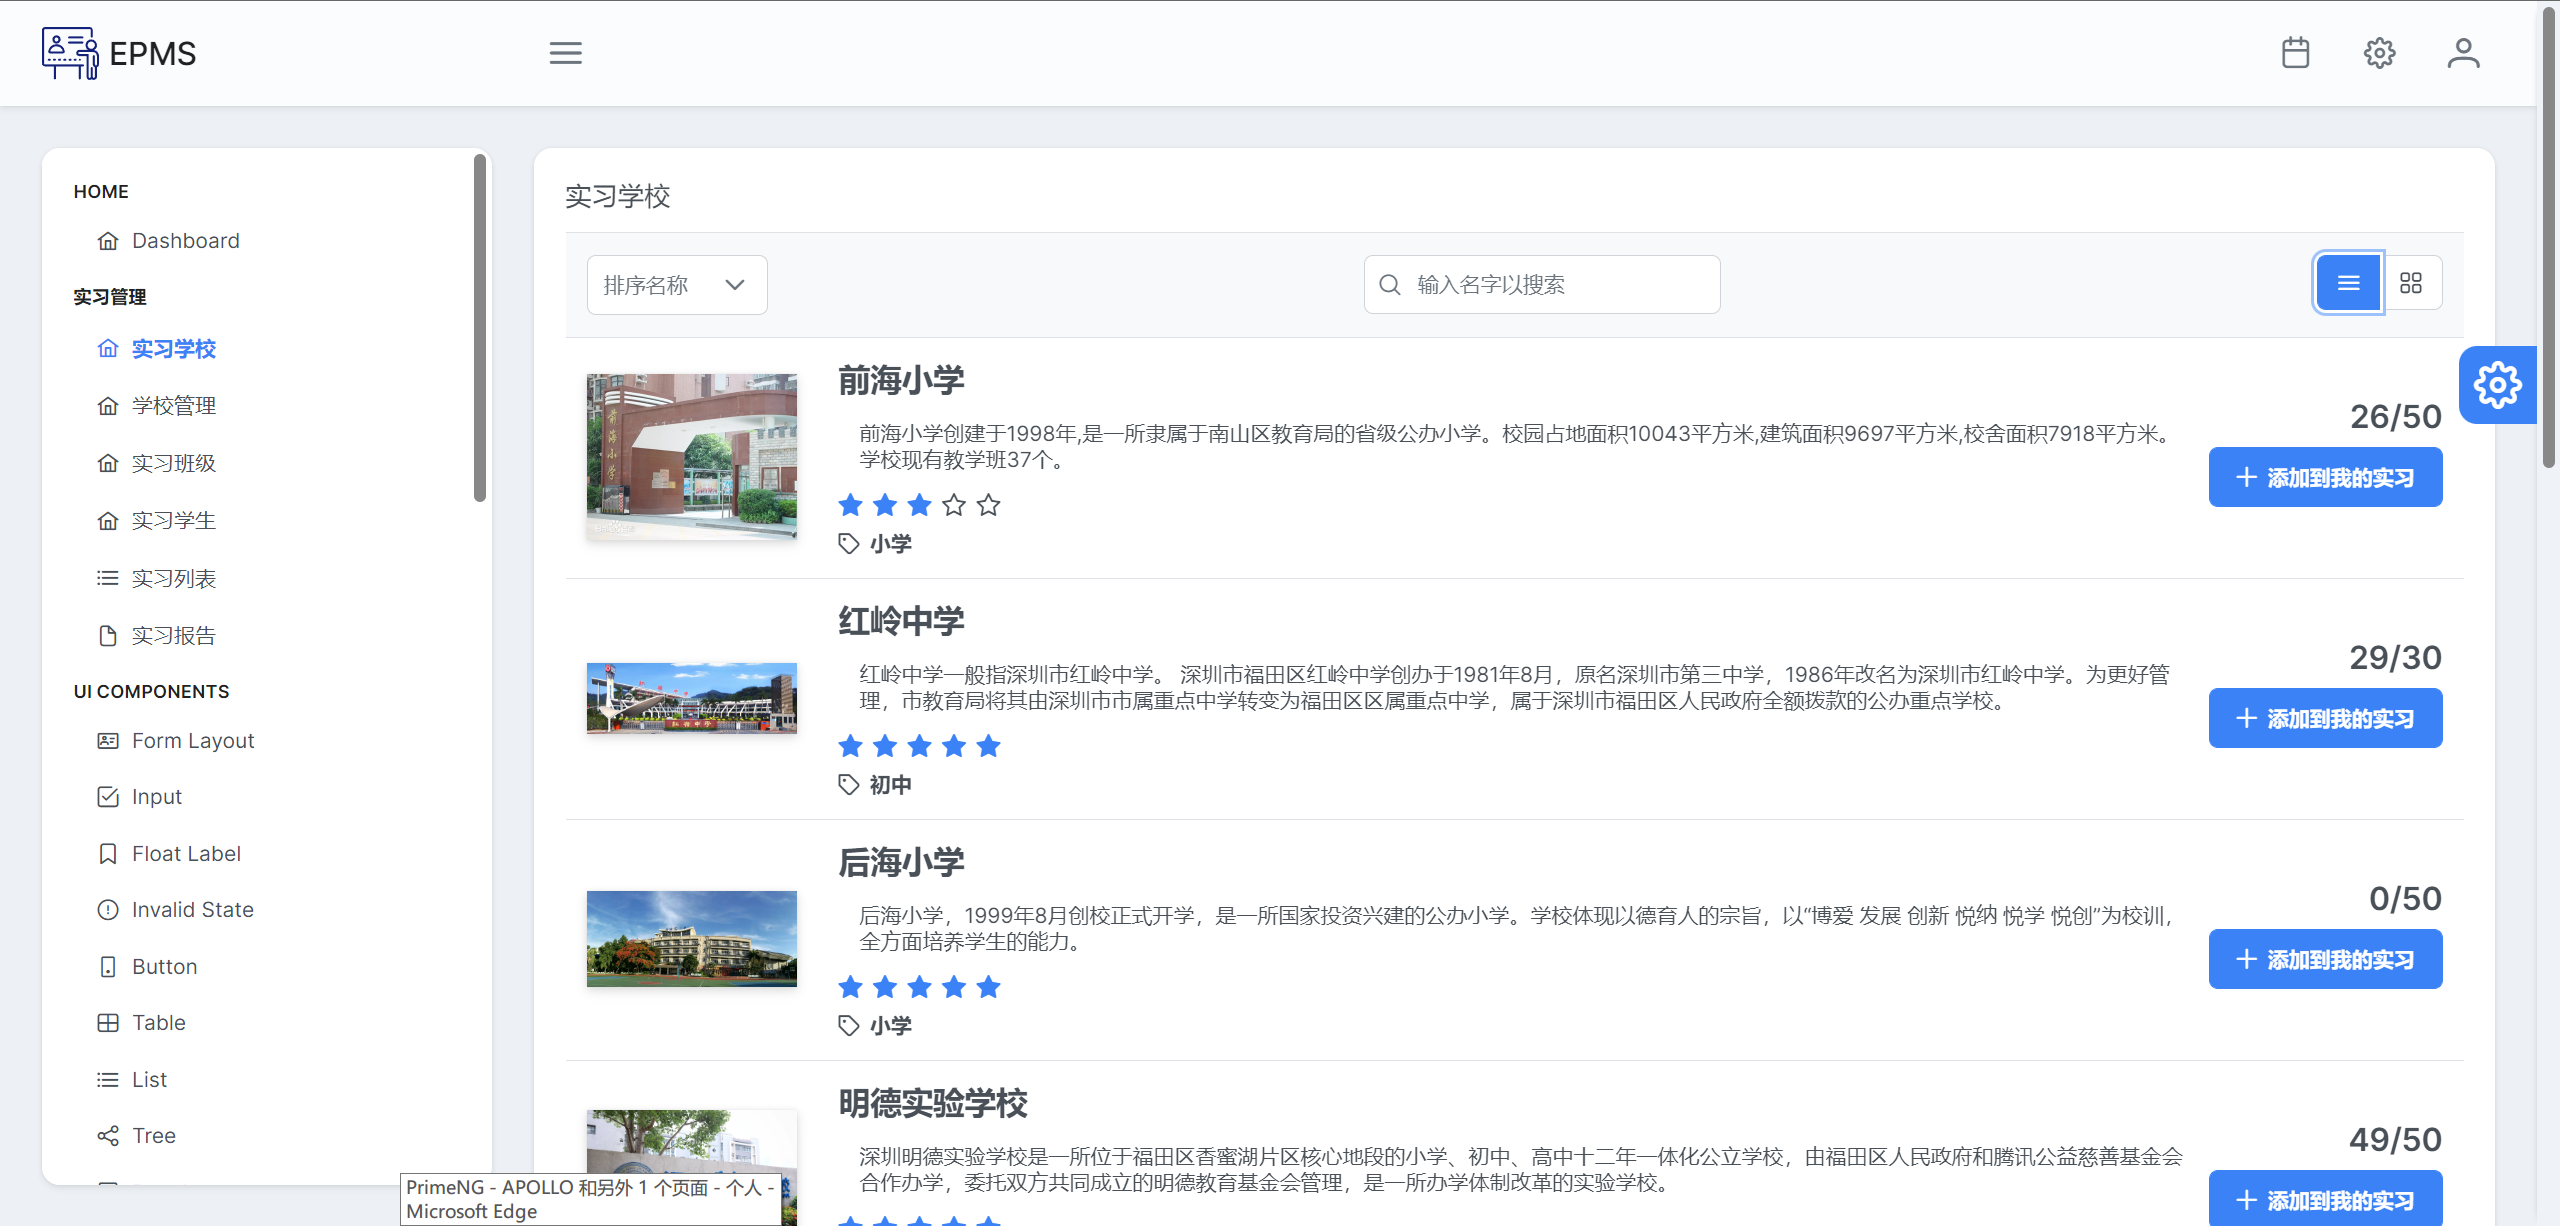 EPMS
HOME
Dashboard
实习管理
实习学校
学校管理
实习班级
实习学生
实习列表
实习报告
UI COMPONENTS
Form Layout
Input
Float Label
Invalid State
Button
Table
List
Tree
实习学校
排序名称
输入名字以搜索
前海小学
前海小学创建于1998年,是一所隶属于南山区教育局的省级公办小学。校园占地面积10043平方米,建筑面积9697平方米,校舍面积7918平方米。
学校现有教学班37个。
小学
26/50
添加到我的实习
前海小学
红岭中学
红岭中学一般指深圳市红岭中学。 深圳市福田区红岭中学创办于1981年8月，原名深圳市第三中学，1986年改名为深圳市红岭中学。为更好管
理，市教育局将其由深圳市市属重点中学转变为福田区区属重点中学，属于深圳市福田区人民政府全额拨款的公办重点学校。
初中
29/30
添加到我的实习
后海小学
后海小学，1999年8月创校正式开学，是一所国家投资兴建的公办小学。学校体现以德育人的宗旨，以“博爱 发展 创新 悦纳 悦学 悦创”为校训，
全方面培养学生的能力。
小学
0/50
添加到我的实习
明德实验学校
深圳明德实验学校是一所位于福田区香蜜湖片区核心地段的小学、初中、高中十二年一体化公立学校，由福田区人民政府和腾讯公益慈善基金会
合作办学，委托双方共同成立的明德教育基金会管理，是一所办学体制改革的实验学校。
49/50
添加到我的实习
PrimeNG - APOLLO 和另外 1 个页面 - 个人 -
Microsoft Edge